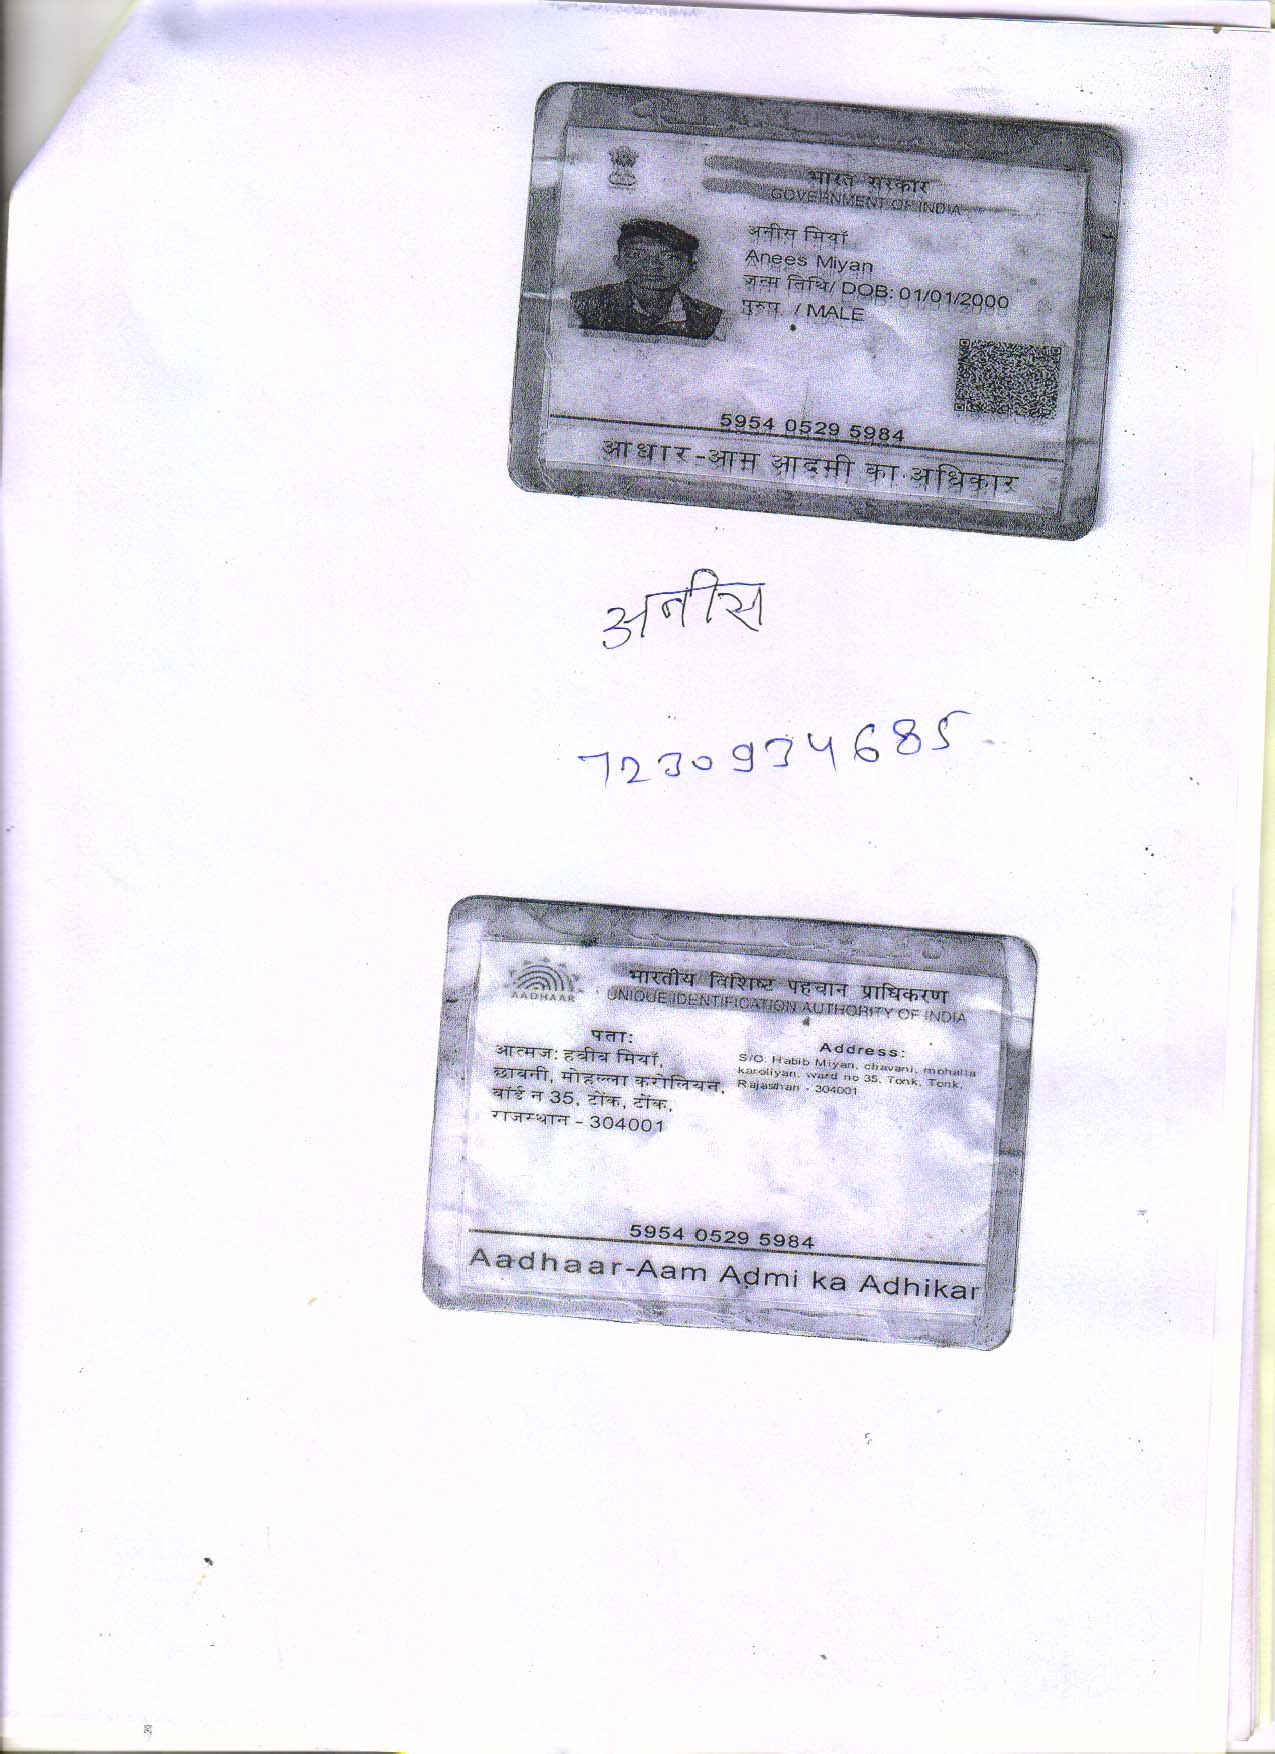 भारत सरकार
GOVERNMENT OF INDIA
अनीस मियाँ
Anees Miyan
जन्म तिथि/ DOB: 01/01/2000
पुरुष / MALE
5954 0529 5984
आधार-आम आदमी का अधिकार
अनीस
7230934685
भारतीय विशिष्ट पहचान प्राधिकरण
UNIQUE IDENTIFICATION AUTHORITY OF INDIA
AADHAAR
पता:
आत्मज: हबीब मियाँ,
छावनी, मोहल्ला करोलियन,
वॉर्ड न 35, टोंक, टोंक,
राजस्थान - 304001
Address:
S/O: Habib Miyan, chavani, mohalla
karoliyan, ward no 35, Tonk, Tonk,
Rajasthan - 304001
5954 0529 5984
Aadhaar-Aam Admi ka Adhikar